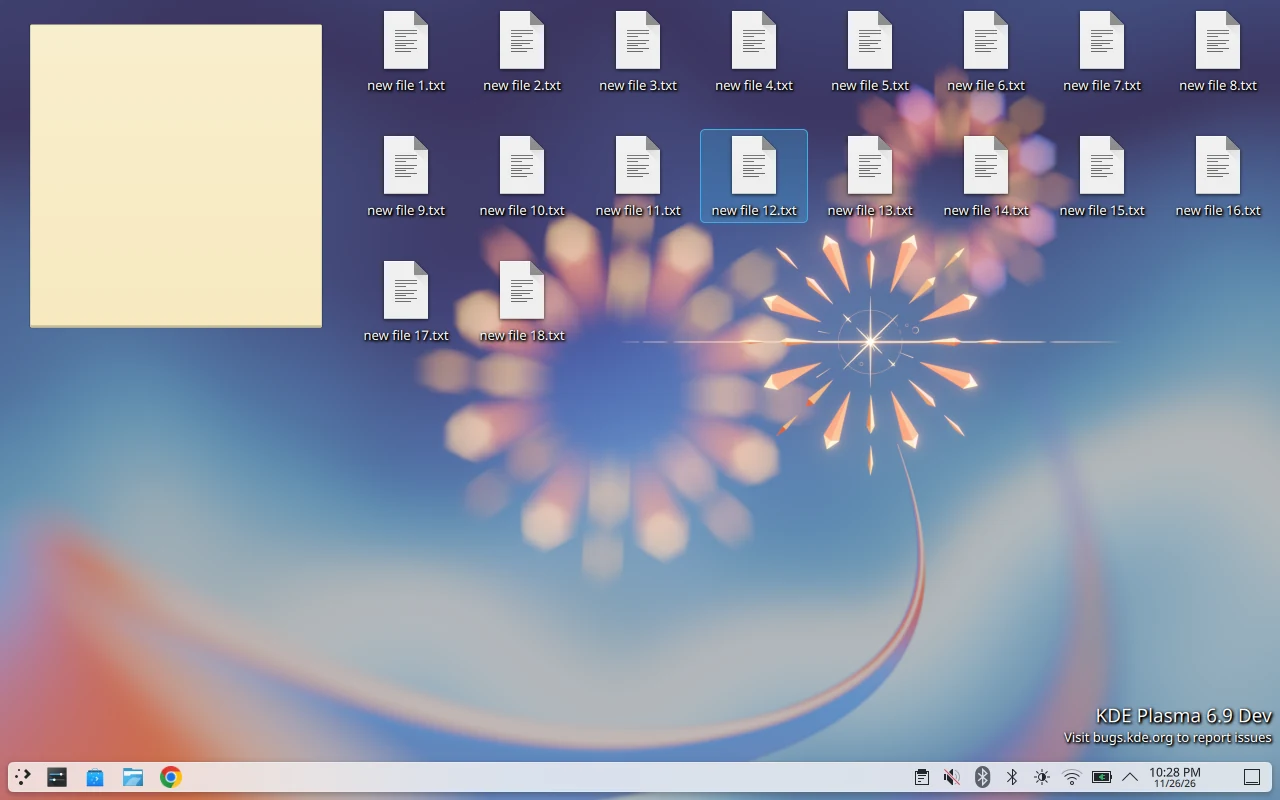 new file 1.txt
new file 2.txt
new file 3.txt
new file 4.txt
new file 5.txt
new file 6.txt
new file 7.txt
new file 8.txt
new file 9.txt
new file 10.txt
new file 11.txt
new file 12.txt
new file 13.txt
new file 14.txt
new file 15.txt
new file 16.txt
new file 17.txt
new file 18.txt
KDE Plasma 6.9 Dev
Visit bugs.kde.org to report issues
10:28 PM
11/26/26